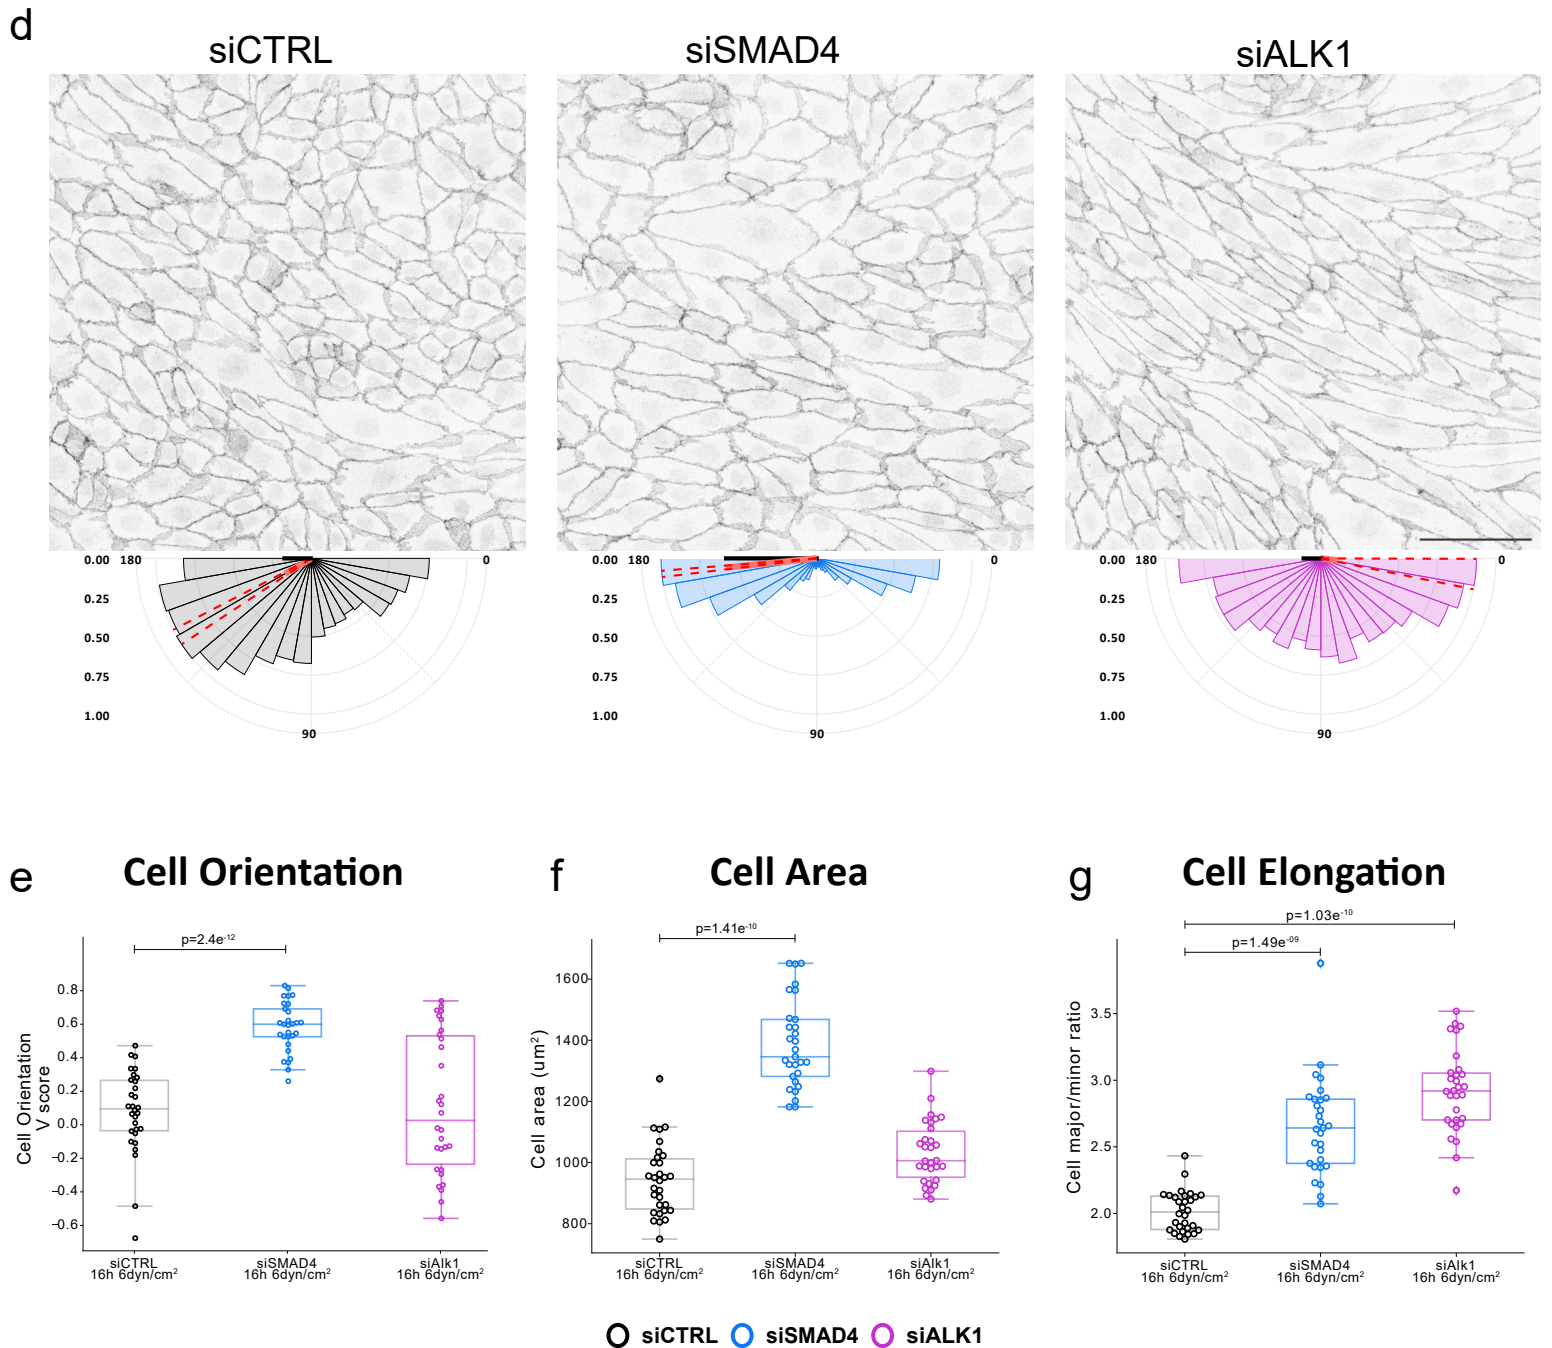 d
siCTRL
siSMAD4
siALK1
0.00 180 0
0.25
0.50
0.75
1.00
90
0.00 180 0
0.25
0.50
0.75
1.00
90
0.00 180 0
0.25
0.50
0.75
1.00
90
e
Cell Orientation
p=2.4e-12
Cell Orientation
V score
0.8
0.6
0.4
0.2
0.0
−0.2
−0.4
−0.6
siCTRL
16h 6dyn/cm²
siSMAD4
16h 6dyn/cm²
siAlk1
16h 6dyn/cm²
f
Cell Area
p=1.41e-10
Cell area (um²)
1600
1400
1200
1000
800
siCTRL
16h 6dyn/cm²
siSMAD4
16h 6dyn/cm²
siAlk1
16h 6dyn/cm²
g
Cell Elongation
p=1.03e-10
p=1.49e-09
Cell major/minor ratio
3.5
3.0
2.5
2.0
siCTRL
16h 6dyn/cm²
siSMAD4
16h 6dyn/cm²
siAlk1
16h 6dyn/cm²
siCTRL siSMAD4 siALK1